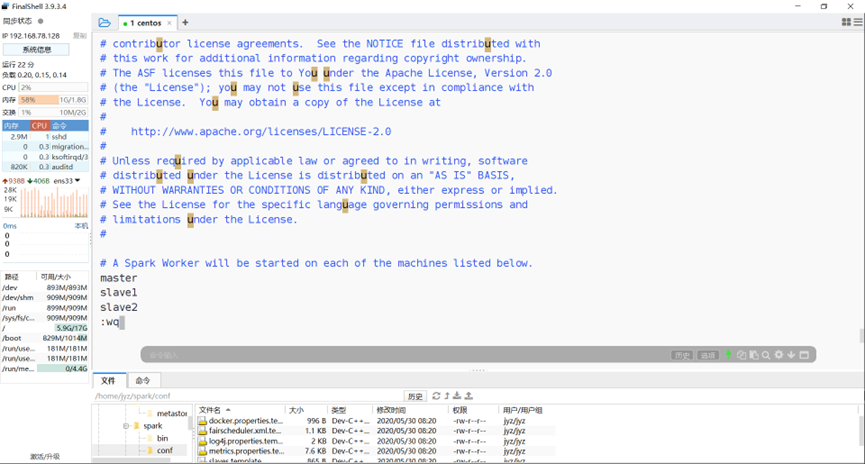 FinalShell 3.9.3.4
同步状态
1 centos
IP 192.168.78.128
复制
系统信息
运行 22 分
负载 0.20, 0.15, 0.14
CPU 2%
内存 58% 1G/1.8G
交换 1% 10M/2G
内存 CPU 命令
2.9M 1 sshd
0 0.3 migration...
0 0.3 ksoftirqd/3
820K 0.3 auditd
9388 4068 ens33
28K
19K
9K
0ms 本机
0
0
0
路径 可用/大小
/dev 893M/893M
/dev/shm 909M/909M
/run 899M/909M
/sys/fs/c... 909M/909M
/ 5.9G/17G
/boot 829M/1014M
/run/use... 181M/181M
/run/use... 181M/181M
/run/me... 0/4.4G
激活/升级
# contributor license agreements.  See the NOTICE file distributed with
# this work for additional information regarding copyright ownership.
# The ASF licenses this file to You under the Apache License, Version 2.0
# (the "License"); you may not use this file except in compliance with
# the License.  You may obtain a copy of the License at
#
#    http://www.apache.org/licenses/LICENSE-2.0
#
# Unless required by applicable law or agreed to in writing, software
# distributed under the License is distributed on an "AS IS" BASIS,
# WITHOUT WARRANTIES OR CONDITIONS OF ANY KIND, either express or implied.
# See the License for the specific language governing permissions and
# limitations under the License.
#
# A Spark Worker will be started on each of the machines listed below.
master
slave1
slave2
:wq
命令输入
历史 选项
文件 命令
/home/jyz/spark/conf
历史
metastor
spark
bin
conf
文件名 大小 类型 修改时间 权限 用户/用户组
docker.properties.te... 996 B Dev-C++... 2020/05/30 08:20 -rw-r--r-- jyz/jyz
fairscheduler.xml.te... 1.1 KB Dev-C++... 2020/05/30 08:20 -rw-r--r-- jyz/jyz
log4j.properties.tem... 2 KB Dev-C++... 2020/05/30 08:20 -rw-r--r-- jyz/jyz
metrics.properties.te... 7.6 KB Dev-C++... 2020/05/30 08:20 -rw-r--r-- jyz/jyz
slaves.template 865 B Dev-C++... 2020/05/30 08:20 -rw-r--r-- jyz/jyz